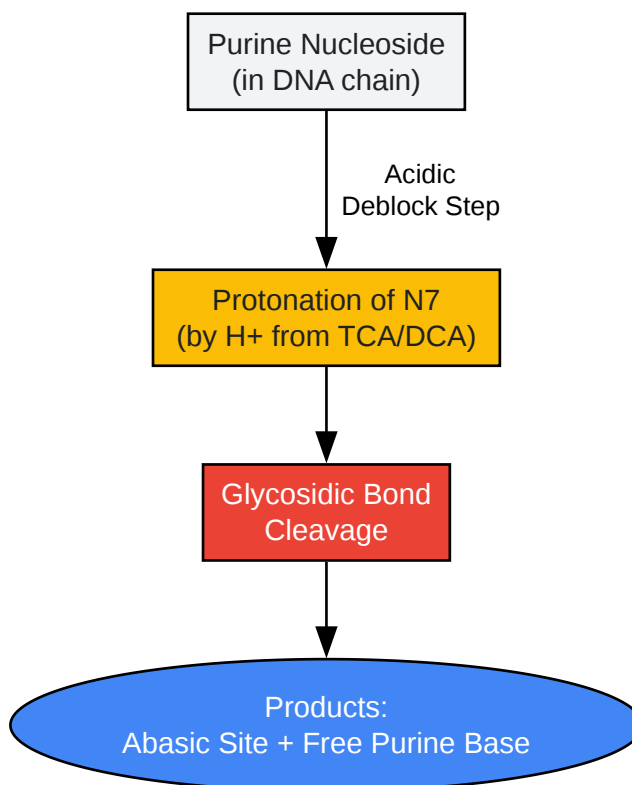 Purine Nucleoside
(in DNA chain)
Acidic
Deblock Step
Protonation of N7
(by H+ from TCA/DCA)
Glycosidic Bond
Cleavage
Products:
Abasic Site + Free Purine Base